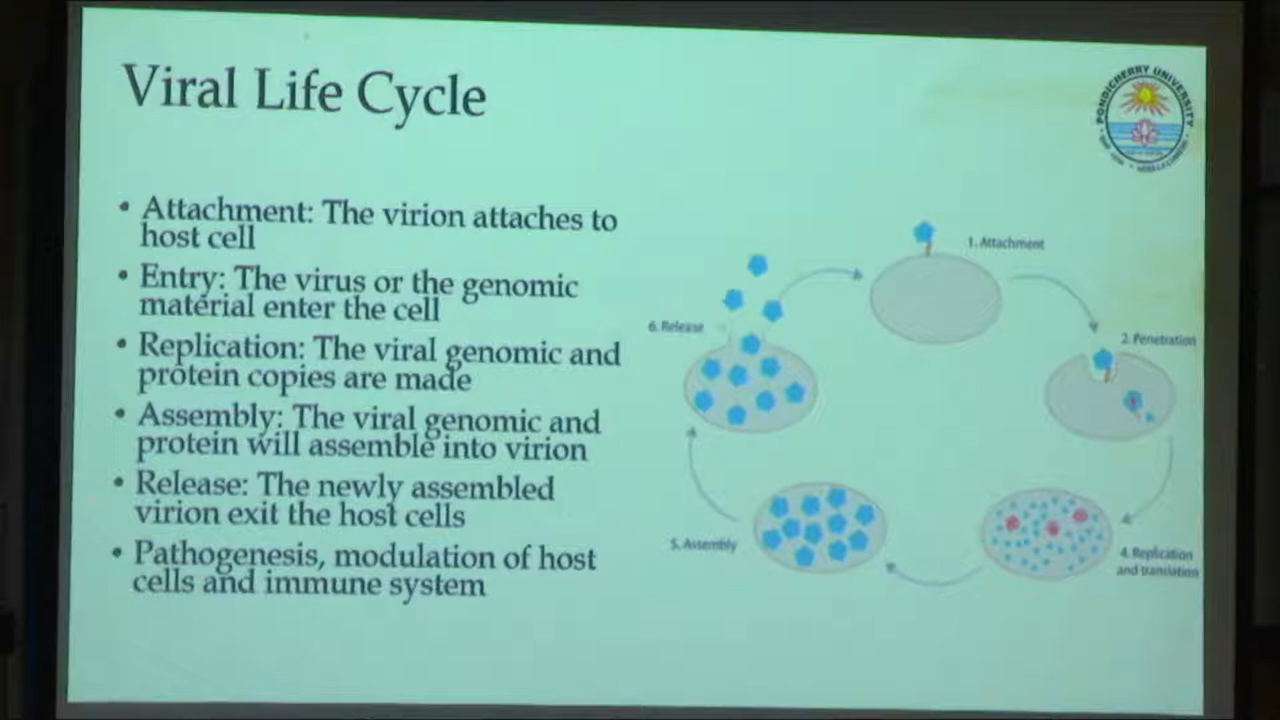 Viral Life Cycle
PONDICHERRY UNIVERSITY
• Attachment: The virion attaches to
host cell
• Entry: The virus or the genomic
material enter the cell
• Replication: The viral genomic and
protein copies are made
• Assembly: The viral genomic and
protein will assemble into virion
• Release: The newly assembled
virion exit the host cells
• Pathogenesis, modulation of host
cells and immune system
1. Attachment
2. Penetration
4. Replication
and translation
5. Assembly
6. Release